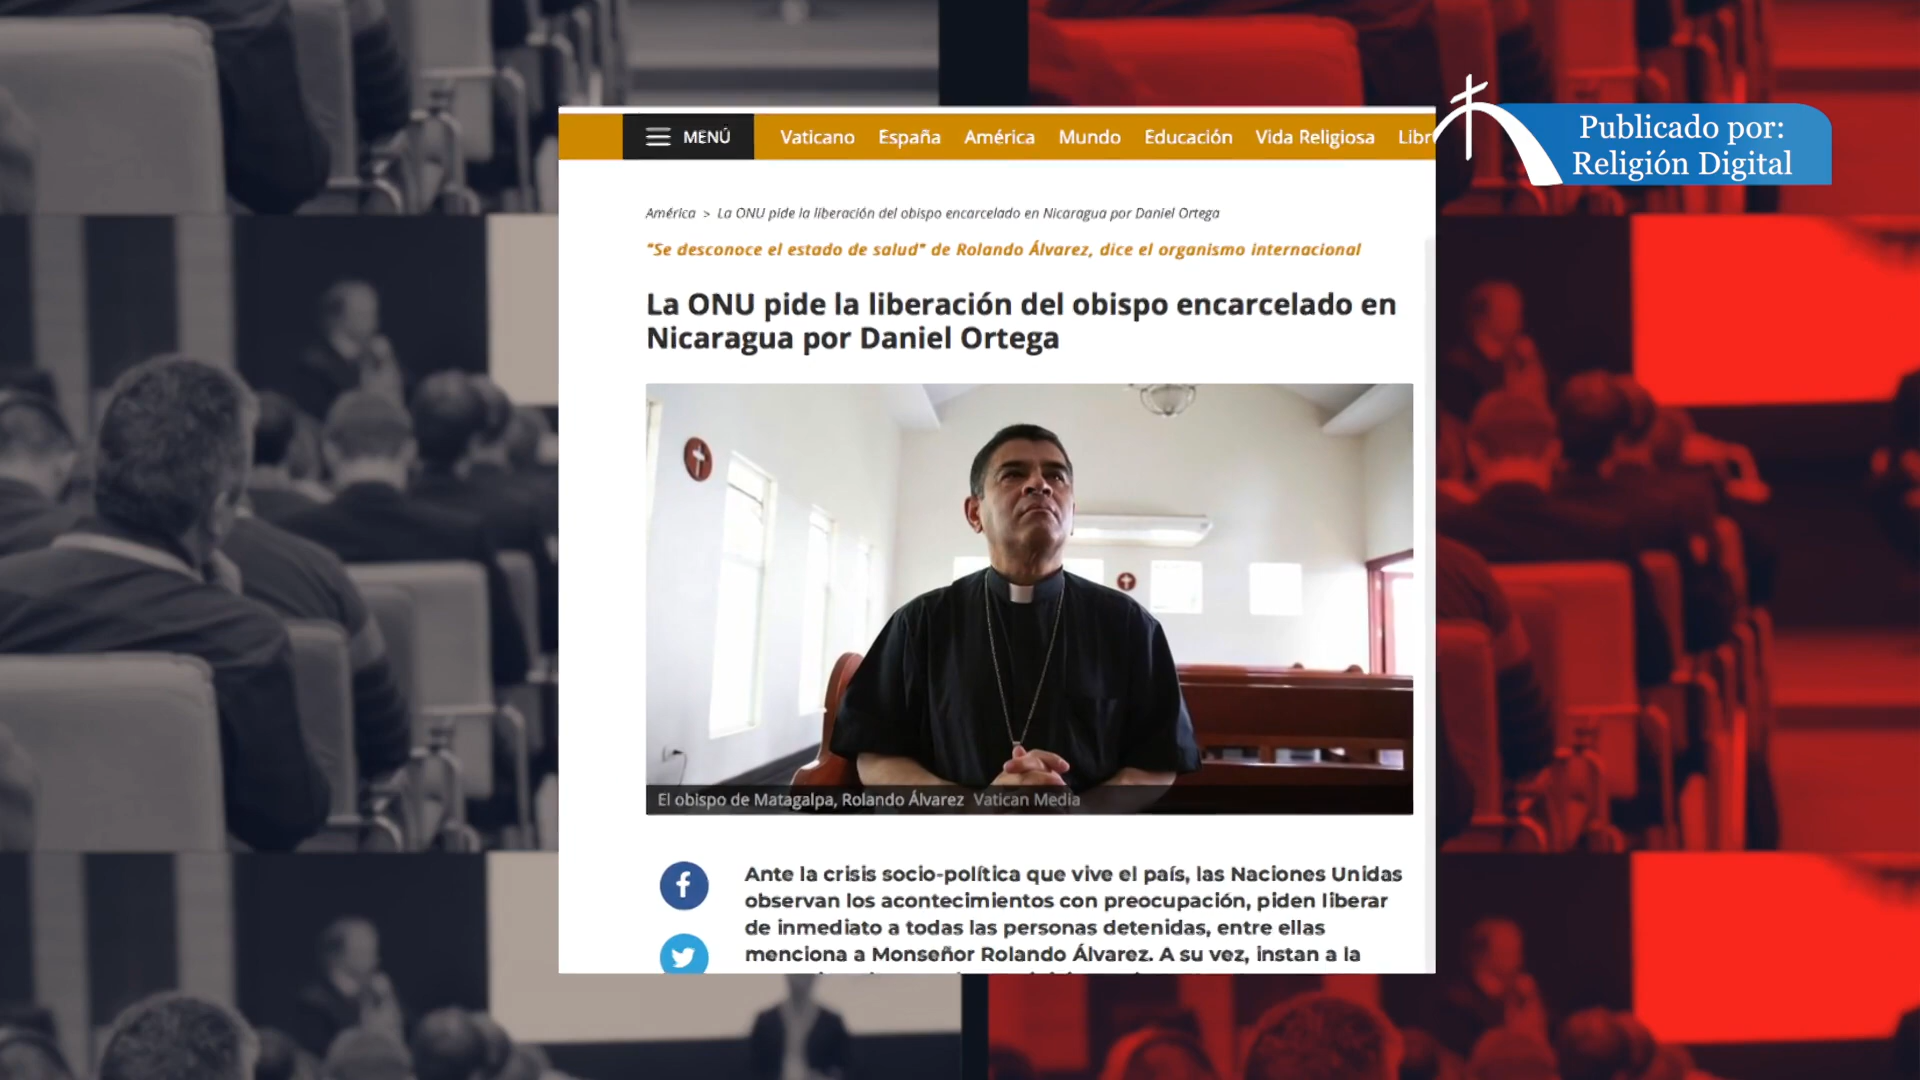 Publicado por:
Religión Digital
MENÚ Vaticano España América Mundo Educación Vida Religiosa
América > La ONU pide la liberación del obispo encarcelado en Nicaragua por Daniel Ortega
"Se desconoce el estado de salud" de Rolando Álvarez, dice el organismo internacional
La ONU pide la liberación del obispo encarcelado en
Nicaragua por Daniel Ortega
El obispo de Matagalpa, Rolando Álvarez Vatican Media
Ante la crisis socio-política que vive el país, las Naciones Unidas
observan los acontecimientos con preocupación, piden liberar
de inmediato a todas las personas detenidas, entre ellas
menciona a Monseñor Rolando Álvarez. A su vez, instan a la